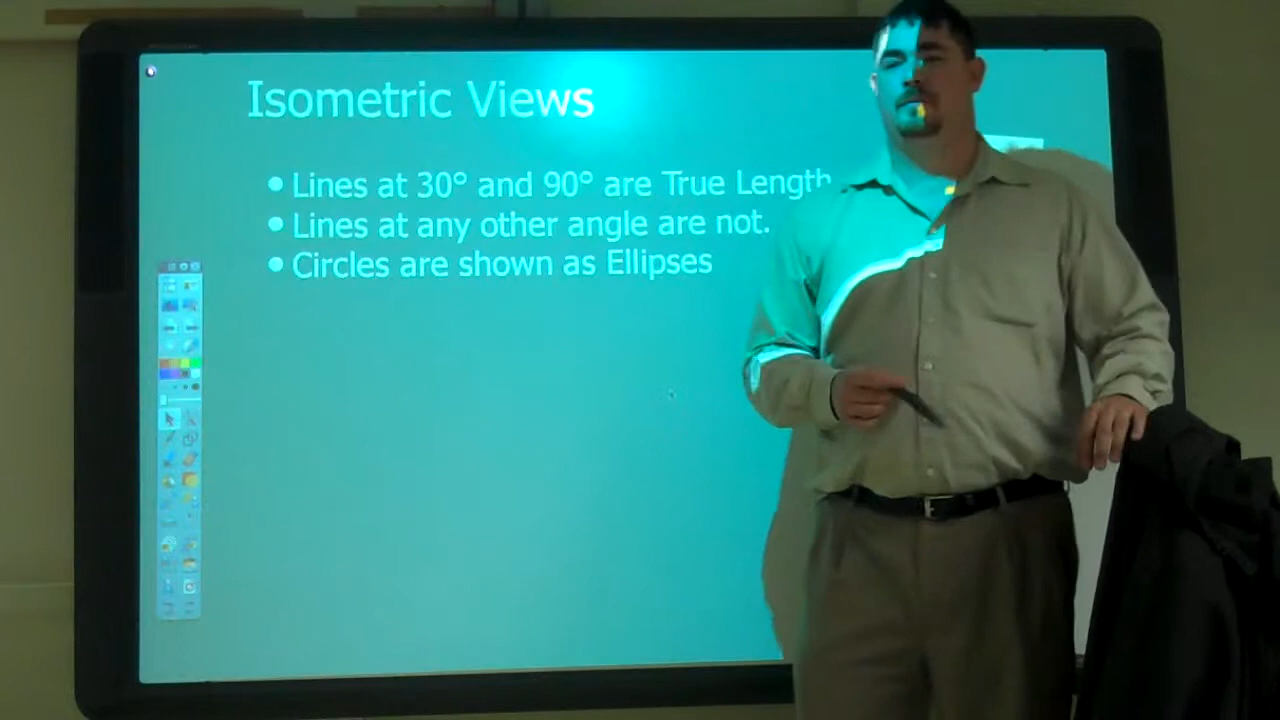 Isometric Views
• Lines at 30° and 90° are True Length
• Lines at any other angle are not.
• Circles are shown as Ellipses